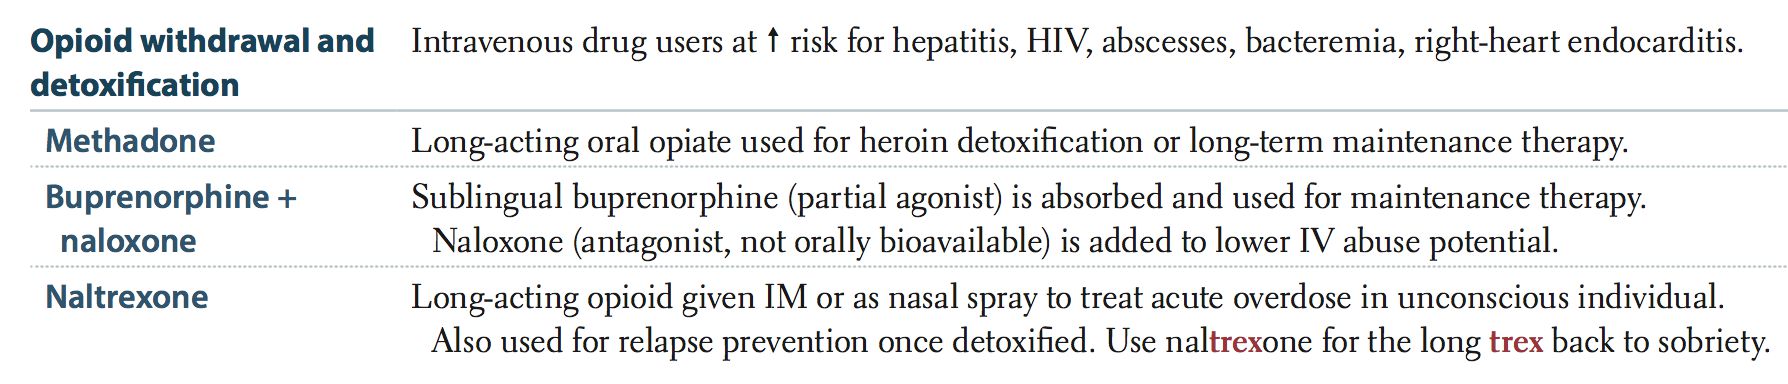 Opioid withdrawal and detoxification
Intravenous drug users at ↑ risk for hepatitis, HIV, abscesses, bacteremia, right-heart endocarditis.
Methadone
Long-acting oral opiate used for heroin detoxification or long-term maintenance therapy.
Buprenorphine + naloxone
Sublingual buprenorphine (partial agonist) is absorbed and used for maintenance therapy.
Naloxone (antagonist, not orally bioavailable) is added to lower IV abuse potential.
Naltrexone
Long-acting opioid given IM or as nasal spray to treat acute overdose in unconscious individual.
Also used for relapse prevention once detoxified. Use naltrexone for the long trex back to sobriety.